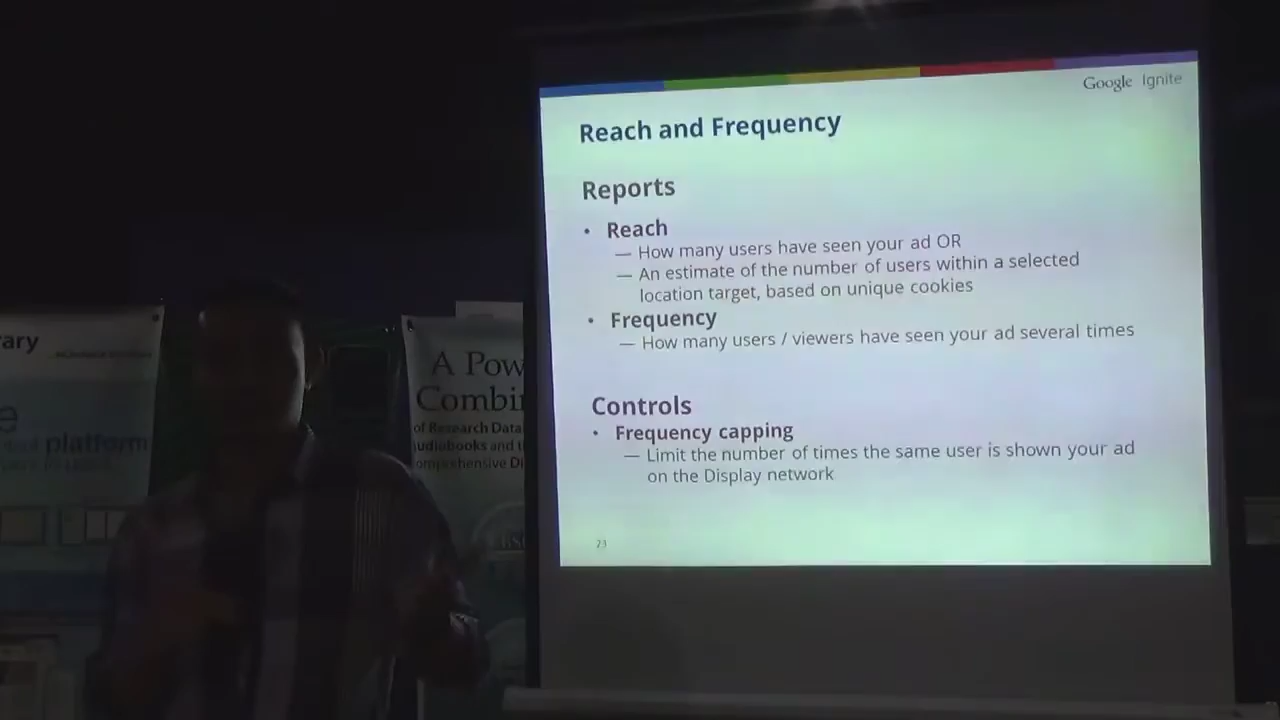 Google Ignite
Reach and Frequency
Reports
• Reach
— How many users have seen your ad OR
— An estimate of the number of users within a selected
location target, based on unique cookies
• Frequency
— How many users / viewers have seen your ad several times
Controls
• Frequency capping
— Limit the number of times the same user is shown your ad
on the Display network
23
ary
e
platform
A Pow
Combi
of Research Data
udiobooks and t
omprehensive Di